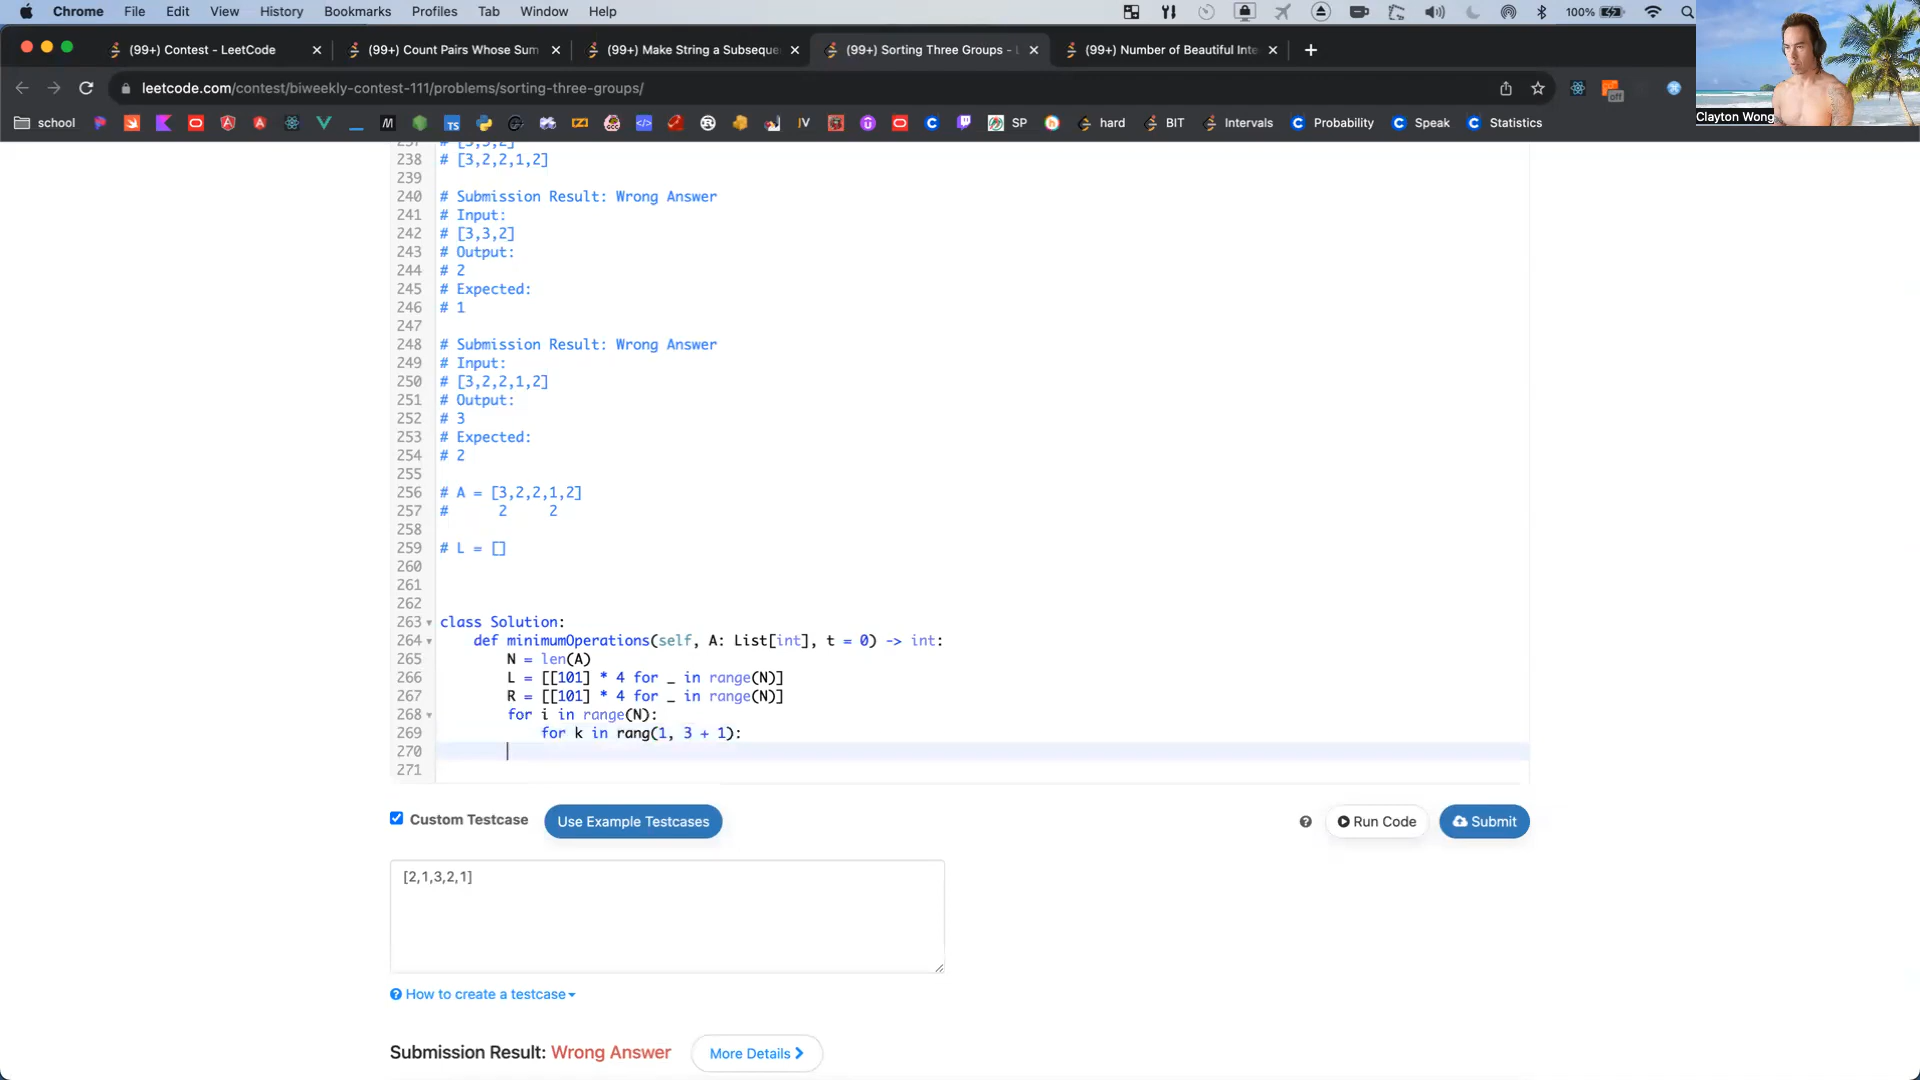 Chrome File Edit View History Bookmarks Profiles Tab Window Help
100%
(99+) Contest - LeetCode
(99+) Count Pairs Whose Sum
(99+) Make String a Subseque
(99+) Sorting Three Groups - L
(99+) Number of Beautiful Inte
leetcode.com/contest/biweekly-contest-111/problems/sorting-three-groups/
off
school
TS
JV
SP
hard
BIT
Intervals
Probability
Speak
Statistics
Clayton Wong
237 # [3,3,2]
238 # [3,2,2,1,2]
239
240 # Submission Result: Wrong Answer
241 # Input:
242 # [3,3,2]
243 # Output:
244 # 2
245 # Expected:
246 # 1
247
248 # Submission Result: Wrong Answer
249 # Input:
250 # [3,2,2,1,2]
251 # Output:
252 # 3
253 # Expected:
254 # 2
255
256 # A = [3,2,2,1,2]
257 # 2 2
258
259 # L = []
260
261
262
263 class Solution:
264 def minimumOperations(self, A: List[int], t = 0) -> int:
265 N = len(A)
266 L = [[101] * 4 for _ in range(N)]
267 R = [[101] * 4 for _ in range(N)]
268 for i in range(N):
269 for k in rang(1, 3 + 1):
270
271
Custom Testcase
Use Example Testcases
Run Code
Submit
[2,1,3,2,1]
How to create a testcase
Submission Result: Wrong Answer
More Details